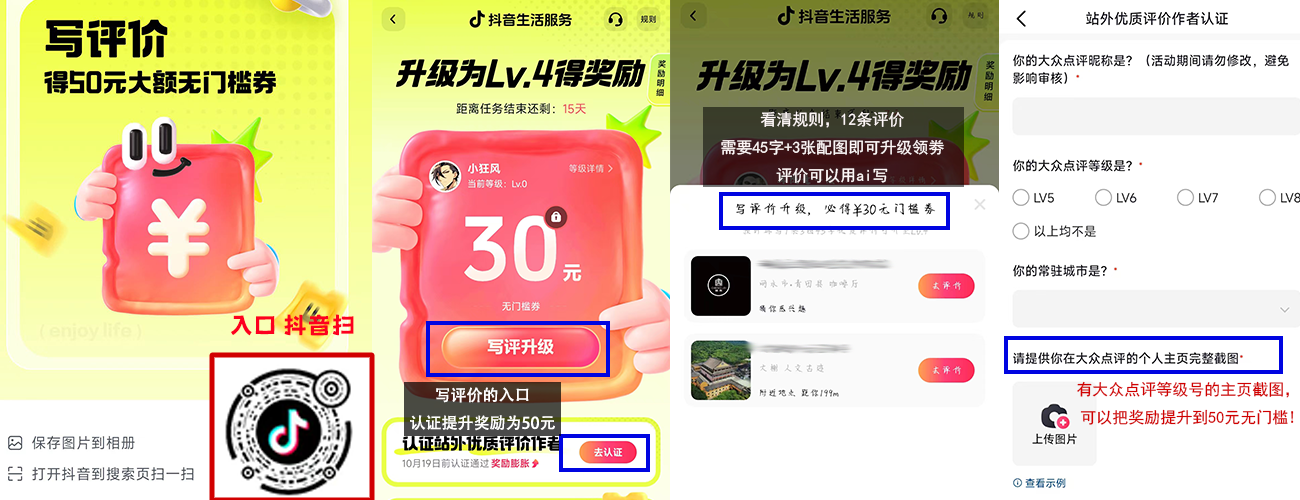 写评价
得50元大额无门槛券
¥
( enjoy life )
入口 抖音扫
保存图片到相册
打开抖音到搜索页扫一扫
抖音生活服务
规则
升级为Lv.4得奖励
奖励明细
距离任务结束还剩：15天
小狂风
当前等级：Lv.0
等级详情
30元
无门槛券
写评升级
写评价的入口
认证提升奖励为50元
认证站外优质评价作者
去认证
10月19日前认证通过 奖励膨胀
抖音生活服务
规则
升级为Lv.4得奖励
奖励明细
看清规则，12条评价
需要45字+3张配图即可升级领劵
评价可以用ai写
写评价升级，必得¥30元门槛券
去评价
猜你感兴趣
去评价
附近地点 距你199m
站外优质评价作者认证
你的大众点评昵称是？（活动期间请勿修改，避免
影响审核）*
你的大众点评等级是？*
LV5
LV6
LV7
LV8
以上均不是
你的常驻城市是？*
请提供你在大众点评的个人主页完整截图*
有大众点评等级号的主页截图，
可以把奖励提升到50元无门槛！
上传图片
查看示例